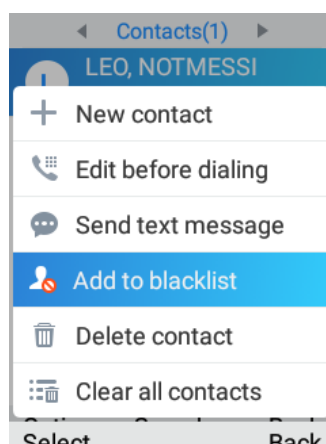 Contacts(1)
L LEO, NOTMESSI
New contact
Edit before dialing
Send text message
Add to blacklist
Delete contact
Clear all contacts
Select Back